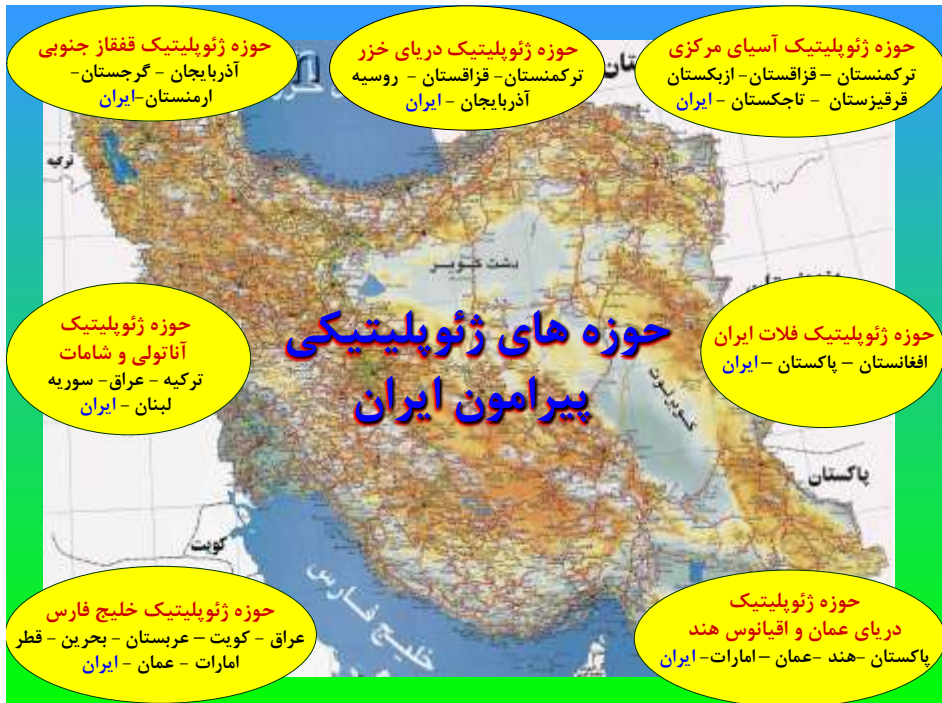 حوزه ژئوپلیتیک آسیای مرکزی
ترکمنستان – قزاقستان- ازبکستان
قرقیزستان - تاجکستان - ایران
حوزه ژئوپلیتیک دریای خزر
ترکمنستان- قزاقستان - روسیه
آذربایجان - ایران
حوزه ژئوپلیتیک قفقاز جنوبی
آذربایجان - گرجستان-
ارمنستان-ایران
ترکیه
دشت کویر
حوزه های ژئوپلیتیکی
پیرامون ایران
حوزه ژئوپلیتیک فلات ایران
افغانستان – پاکستان – ایران
حوزه ژئوپلیتیک
آناتولی و شامات
ترکیه - عراق- سوریه
لبنان - ایران
کویر لوت
پاکستان
کویت
خلیج فارس
حوزه ژئوپلیتیک
دریای عمان و اقیانوس هند
پاکستان -هند -عمان – امارات- ایران
حوزه ژئوپلیتیک خلیج فارس
عراق - کویت – عربستان - بحرین - قطر
امارات - عمان - ایران